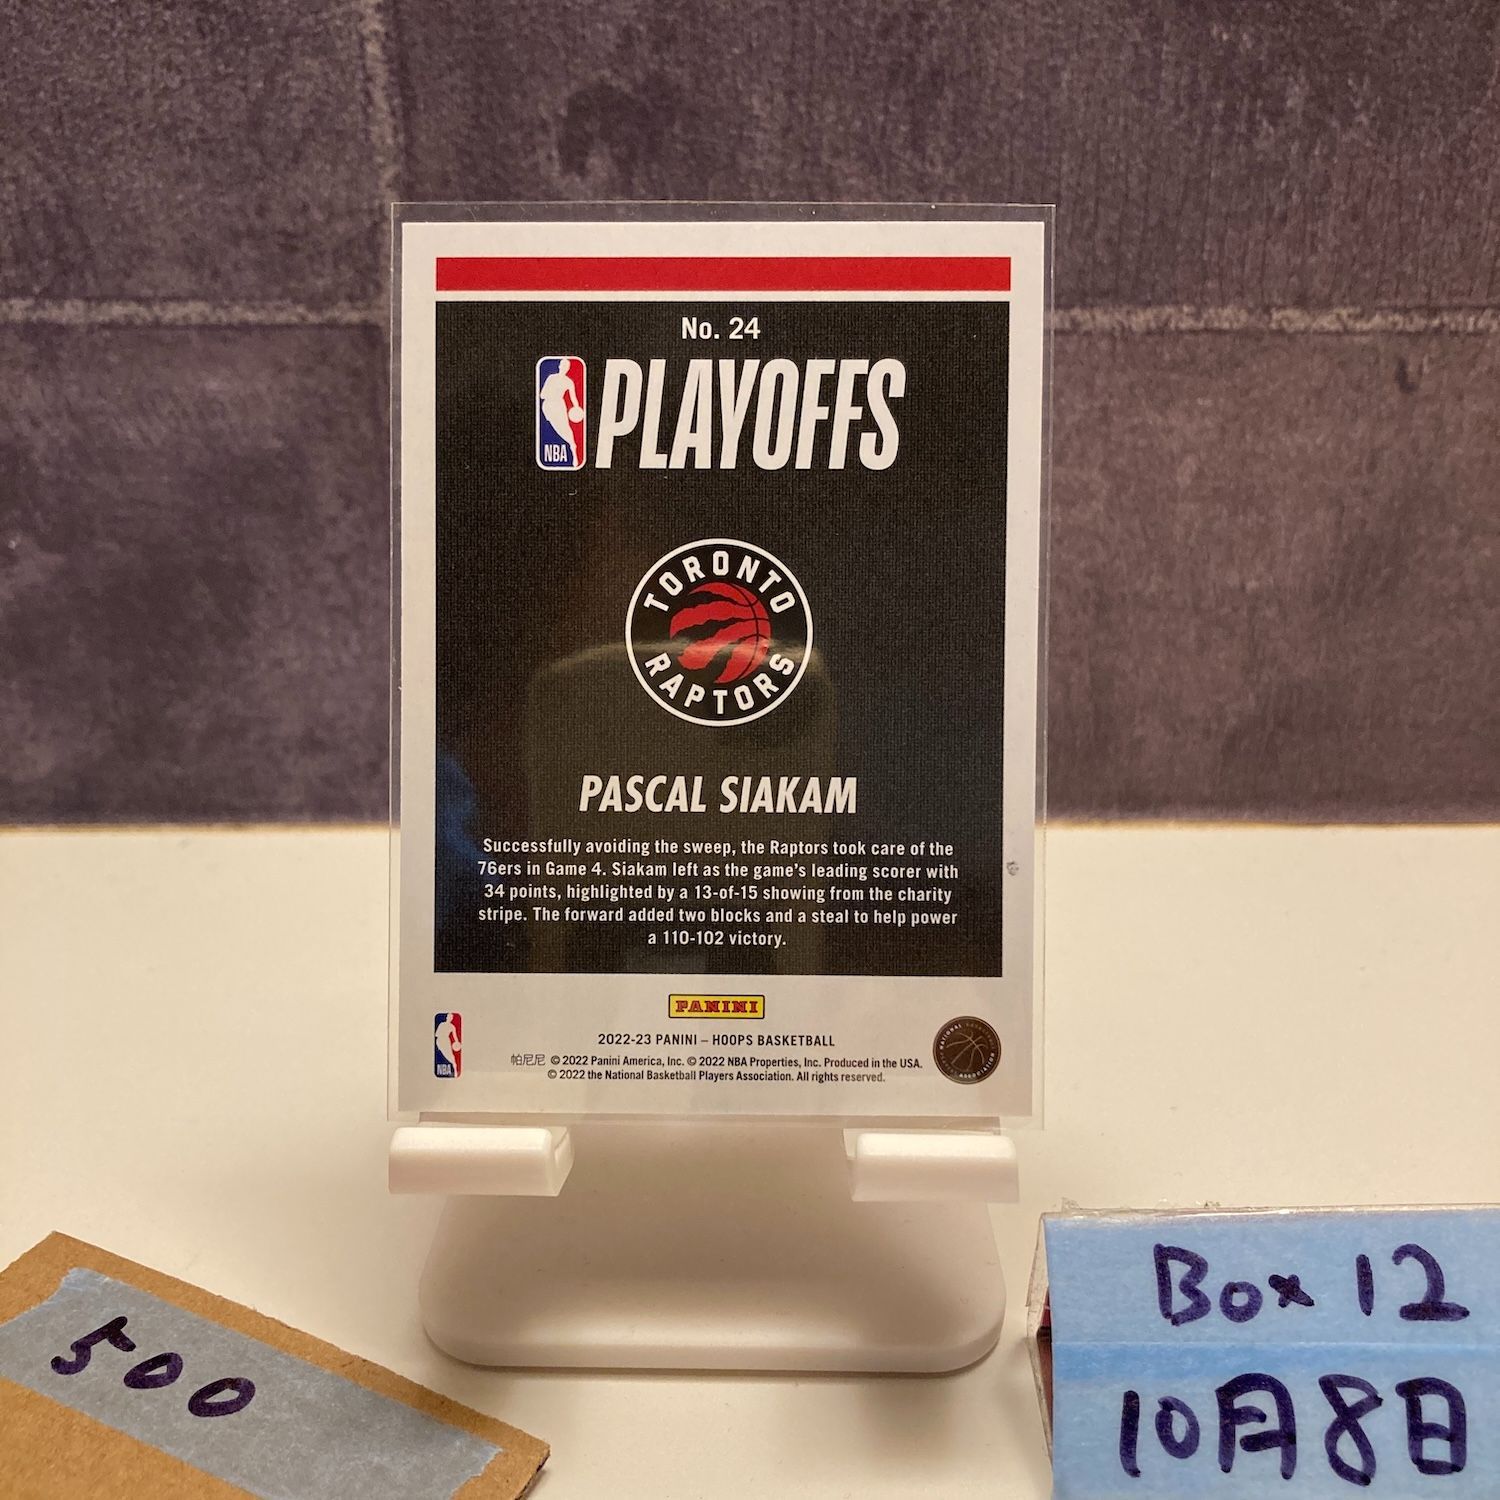 No. 24
NBA PLAYOFFS
TORONTO
RAPTORS
PASCAL SIAKAM
Successfully avoiding the sweep, the Raptors took care of the
76ers in Game 4. Siakam left as the game's leading scorer with
34 points, highlighted by a 13-of-15 showing from the charity
stripe. The forward added two blocks and a steal to help power
a 110-102 victory.
PANINI
2022-23 PANINI – HOOPS BASKETBALL
帕尼尼 © 2022 Panini America, Inc. © 2022 NBA Properties, Inc. Produced in the USA.
© 2022 the National Basketball Players Association. All rights reserved.
NBA
NATIONAL BASKETBALL PLAYERS ASSOCIATION
500
Box 12
10月8日